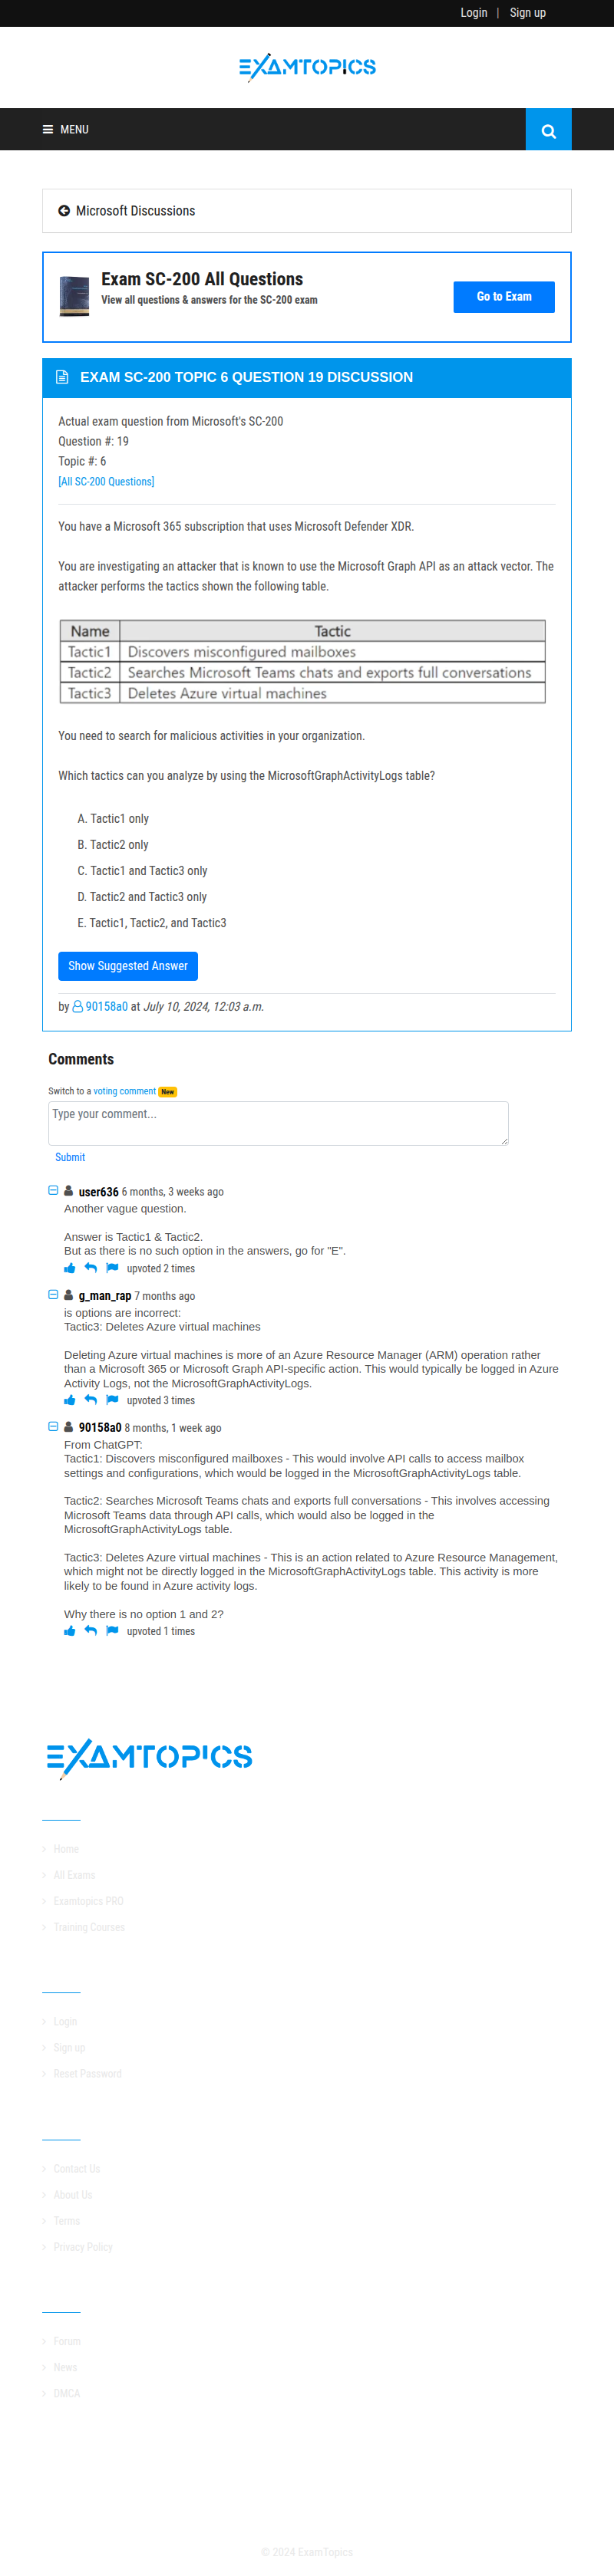 Login | Sign up
EXAMTOPICS
MENU
Microsoft Discussions
Exam SC-200 All Questions
View all questions & answers for the SC-200 exam
Go to Exam
EXAM SC-200 TOPIC 6 QUESTION 19 DISCUSSION
Actual exam question from Microsoft's SC-200
Question #: 19
Topic #: 6
[All SC-200 Questions]
You have a Microsoft 365 subscription that uses Microsoft Defender XDR.
You are investigating an attacker that is known to use the Microsoft Graph API as an attack vector. The
attacker performs the tactics shown the following table.
Name Tactic
Tactic1 Discovers misconfigured mailboxes
Tactic2 Searches Microsoft Teams chats and exports full conversations
Tactic3 Deletes Azure virtual machines
You need to search for malicious activities in your organization.
Which tactics can you analyze by using the MicrosoftGraphActivityLogs table?
A. Tactic1 only
B. Tactic2 only
C. Tactic1 and Tactic3 only
D. Tactic2 and Tactic3 only
E. Tactic1, Tactic2, and Tactic3
Show Suggested Answer
by 90158a0 at July 10, 2024, 12:03 a.m.
Comments
Switch to a voting comment New
Type your comment...
Submit
user636 6 months, 3 weeks ago
Another vague question.
Answer is Tactic1 & Tactic2.
But as there is no such option in the answers, go for "E".
upvoted 2 times
g_man_rap 7 months ago
is options are incorrect:
Tactic3: Deletes Azure virtual machines
Deleting Azure virtual machines is more of an Azure Resource Manager (ARM) operation rather
than a Microsoft 365 or Microsoft Graph API-specific action. This would typically be logged in Azure
Activity Logs, not the MicrosoftGraphActivityLogs.
upvoted 3 times
90158a0 8 months, 1 week ago
From ChatGPT:
Tactic1: Discovers misconfigured mailboxes - This would involve API calls to access mailbox
settings and configurations, which would be logged in the MicrosoftGraphActivityLogs table.
Tactic2: Searches Microsoft Teams chats and exports full conversations - This involves accessing
Microsoft Teams data through API calls, which would also be logged in the
MicrosoftGraphActivityLogs table.
Tactic3: Deletes Azure virtual machines - This is an action related to Azure Resource Management,
which might not be directly logged in the MicrosoftGraphActivityLogs table. This activity is more
likely to be found in Azure activity logs.
Why there is no option 1 and 2?
upvoted 1 times
EXAMTOPICS
Home
All Exams
Examtopics PRO
Training Courses
Login
Sign up
Reset Password
Contact Us
About Us
Terms
Privacy Policy
Forum
News
DMCA
© 2024 ExamTopics